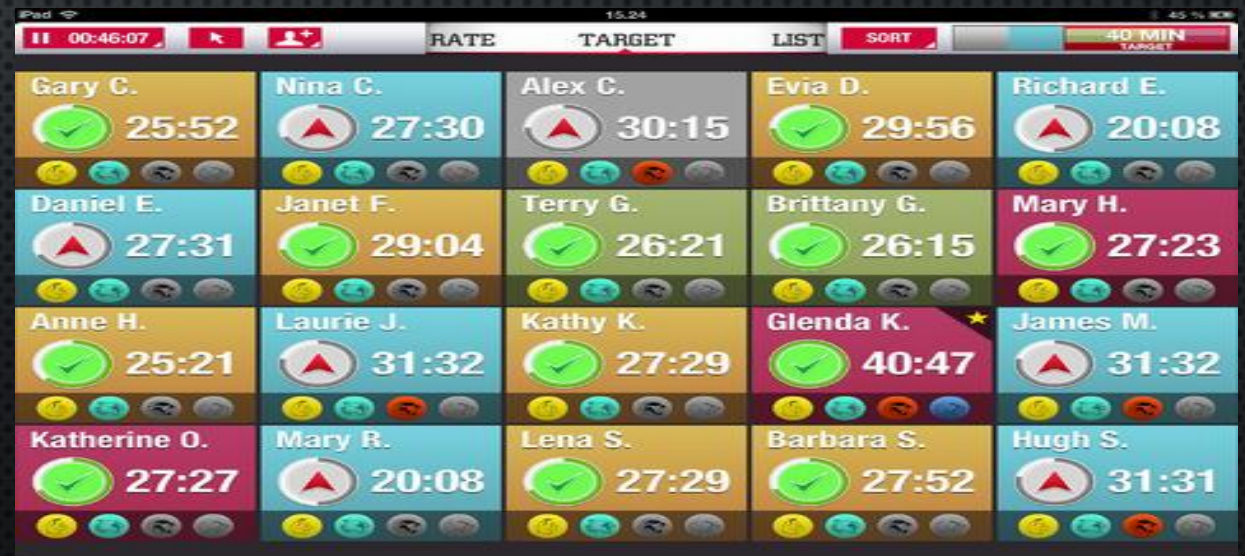 iPad 15.24 45 %
00:46:07 RATE TARGET LIST SORT 40 MIN
TARGET
Gary C. Nina C. Alex C. Evia D. Richard E.
25:52 27:30 30:15 29:56 20:08
Daniel E. Janet F. Terry G. Brittany G. Mary H.
27:31 29:04 26:21 26:15 27:23
Anne H. Laurie J. Kathy K. Glenda K. James M.
25:21 31:32 27:29 40:47 31:32
Katherine O. Mary R. Lena S. Barbara S. Hugh S.
27:27 20:08 27:29 27:52 31:31